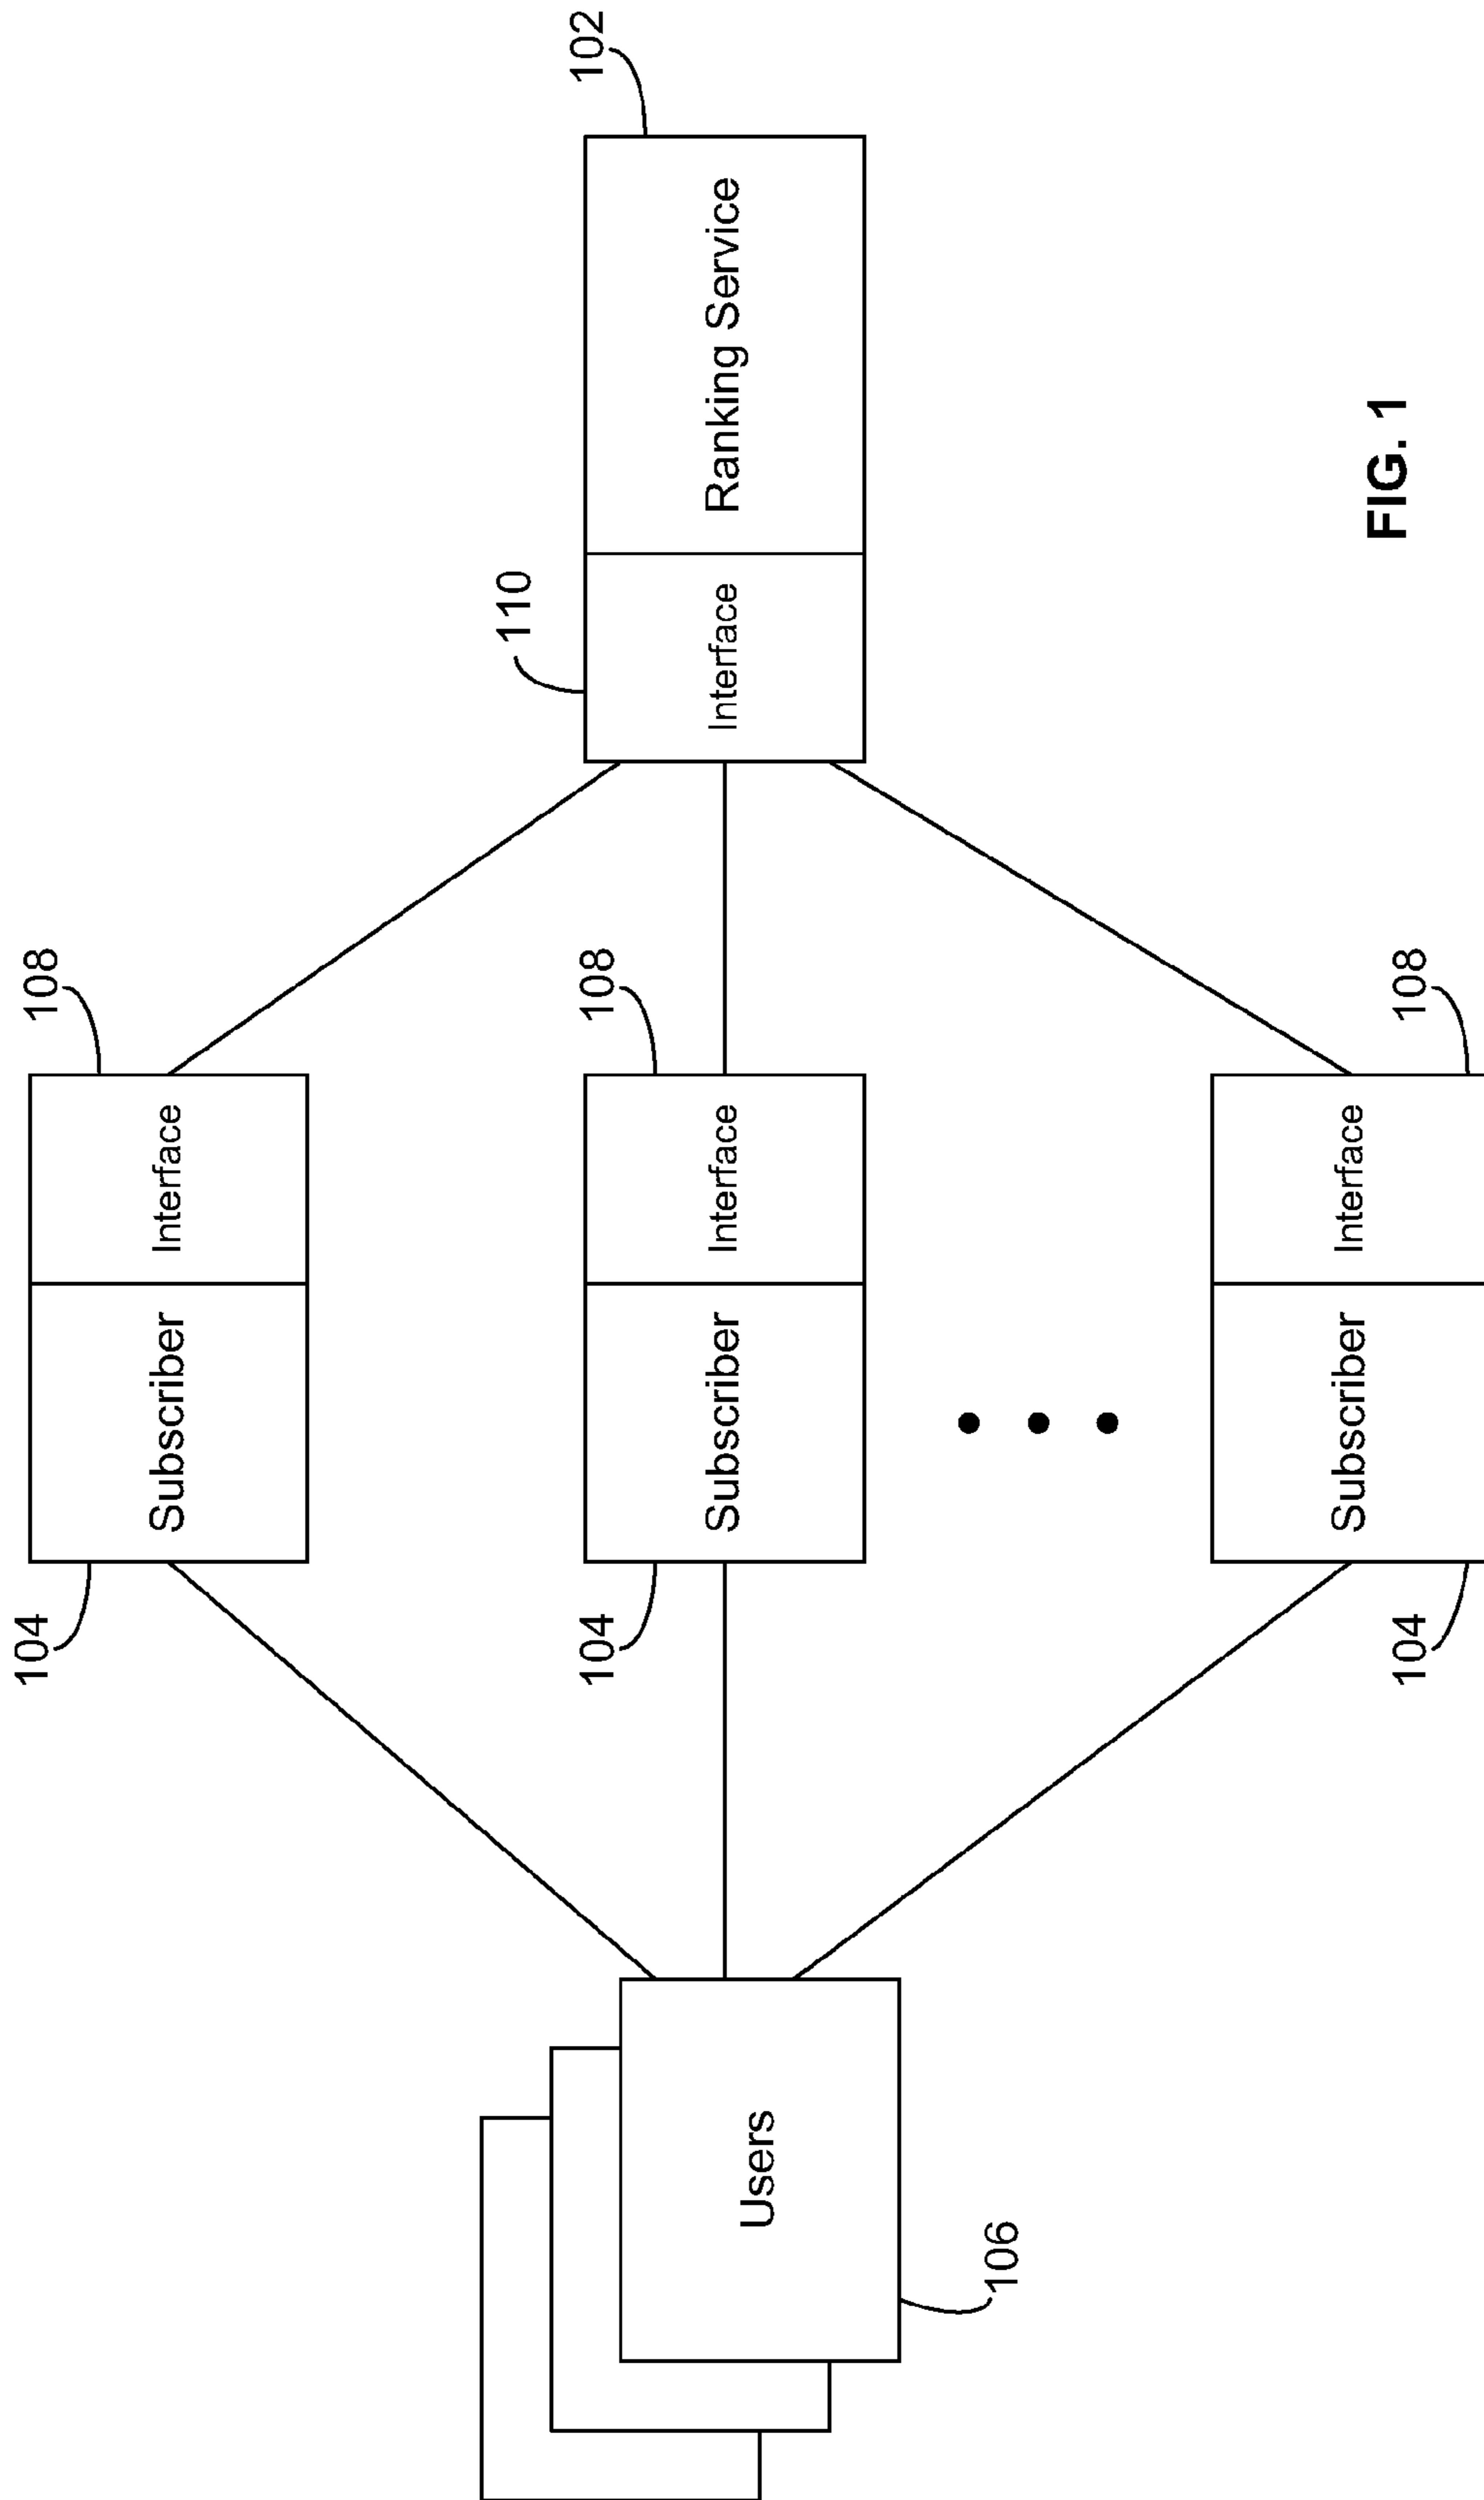 104
108
Subscriber
Interface
110
102
104
108
Subscriber
Interface
Interface
Ranking Service
Users
106
104
108
Subscriber
Interface
FIG. 1